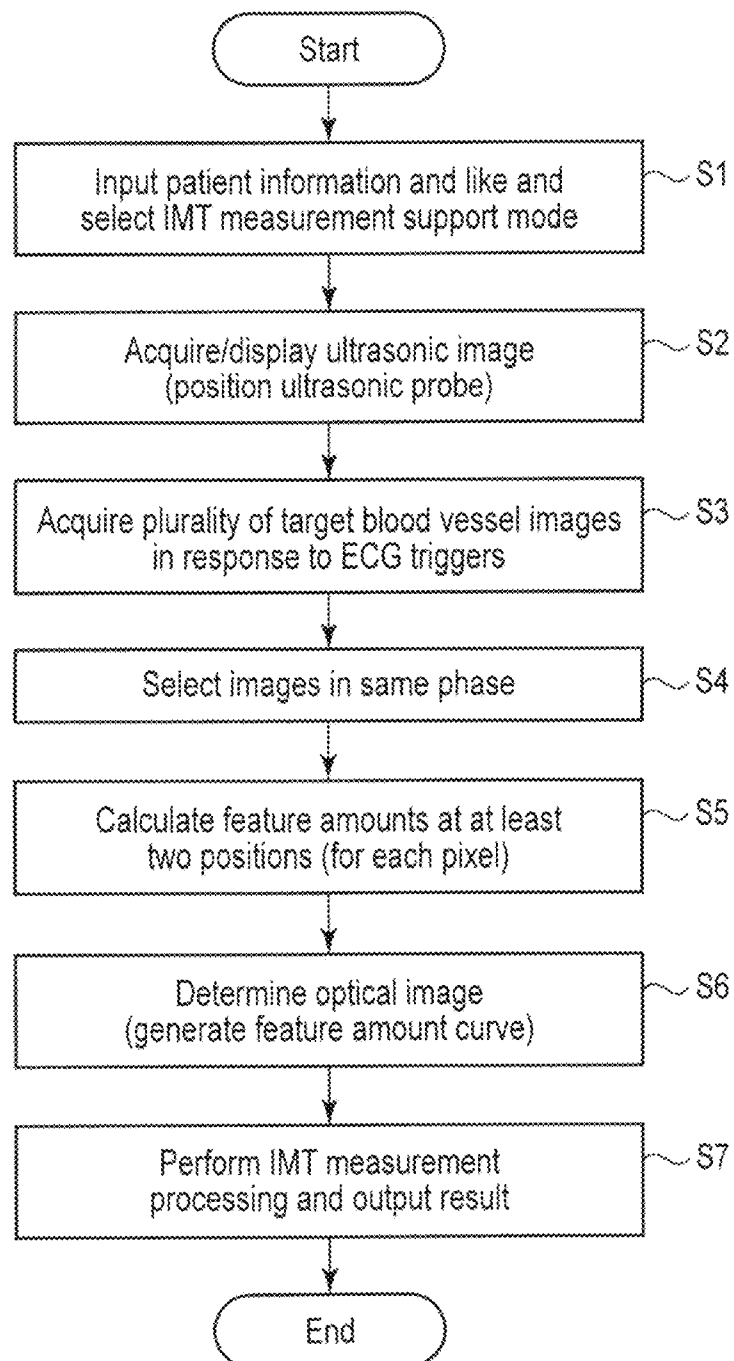 Start
Input patient information and like and
select IMT measurement support mode
S1
Acquire/display ultrasonic image
(position ultrasonic probe)
S2
Acquire plurality of target blood vessel images
in response to ECG triggers
S3
Select images in same phase
S4
Calculate feature amounts at at least
two positions (for each pixel)
S5
Determine optical image
(generate feature amount curve)
S6
Perform IMT measurement
processing and output result
S7
End